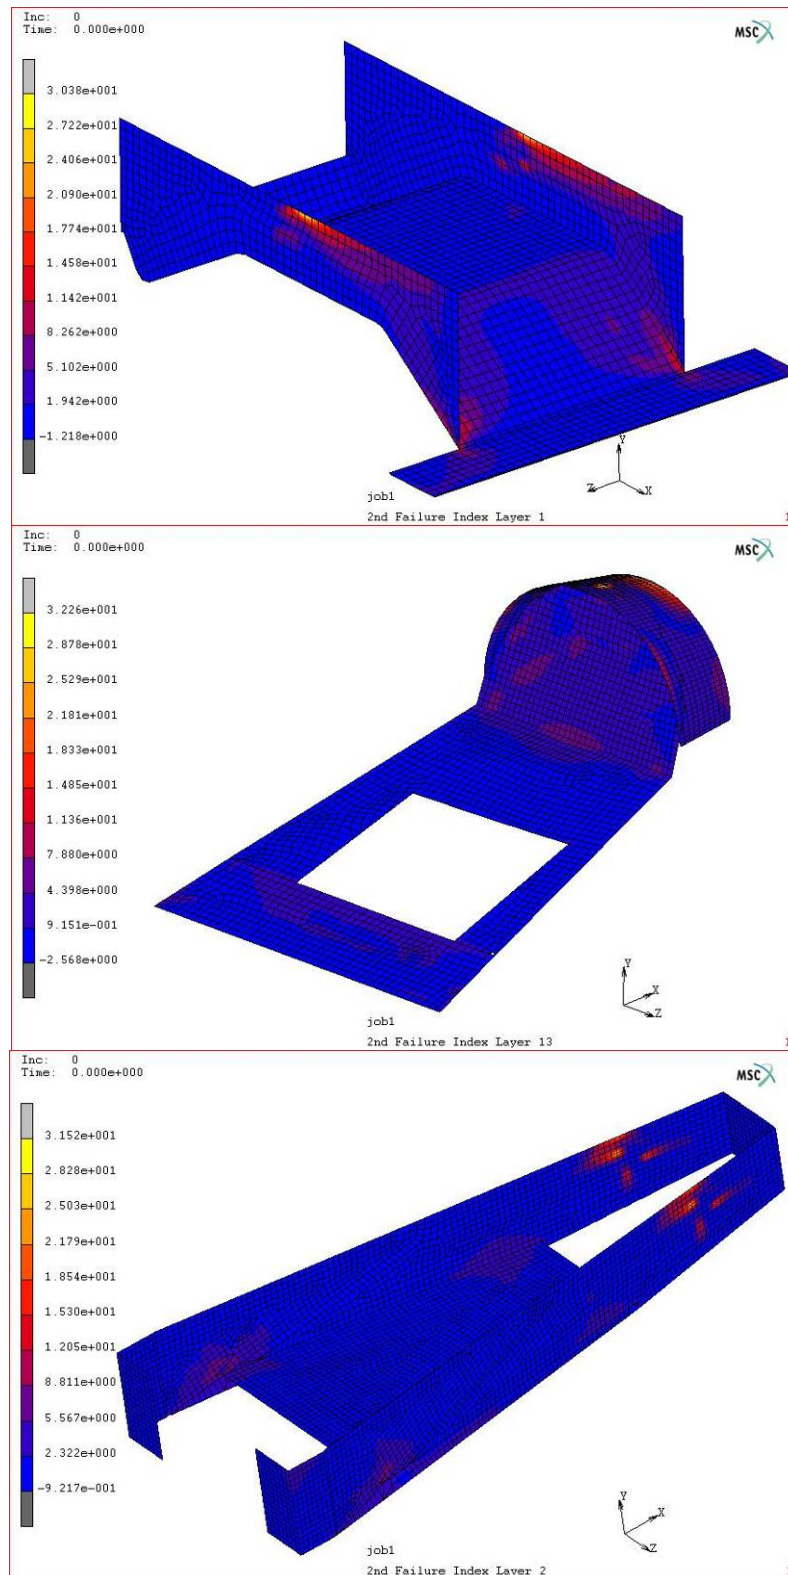 Inc: 0
Time: 0.000e+000
MSC
3.038e+001
2.722e+001
2.406e+001
2.090e+001
1.774e+001
1.458e+001
1.142e+001
8.262e+000
5.102e+000
1.942e+000
-1.218e+000
Y
Z X
job1
2nd Failure Index Layer 1
1
Inc: 0
Time: 0.000e+000
MSC
3.226e+001
2.878e+001
2.529e+001
2.181e+001
1.833e+001
1.485e+001
1.136e+001
7.880e+000
4.398e+000
9.151e-001
-2.568e+000
Y
X
Z
job1
2nd Failure Index Layer 13
1
Inc: 0
Time: 0.000e+000
MSC
3.152e+001
2.828e+001
2.503e+001
2.179e+001
1.854e+001
1.530e+001
1.205e+001
8.811e+000
5.567e+000
2.322e+000
-9.217e-001
Y
X
Z
job1
2nd Failure Index Layer 2